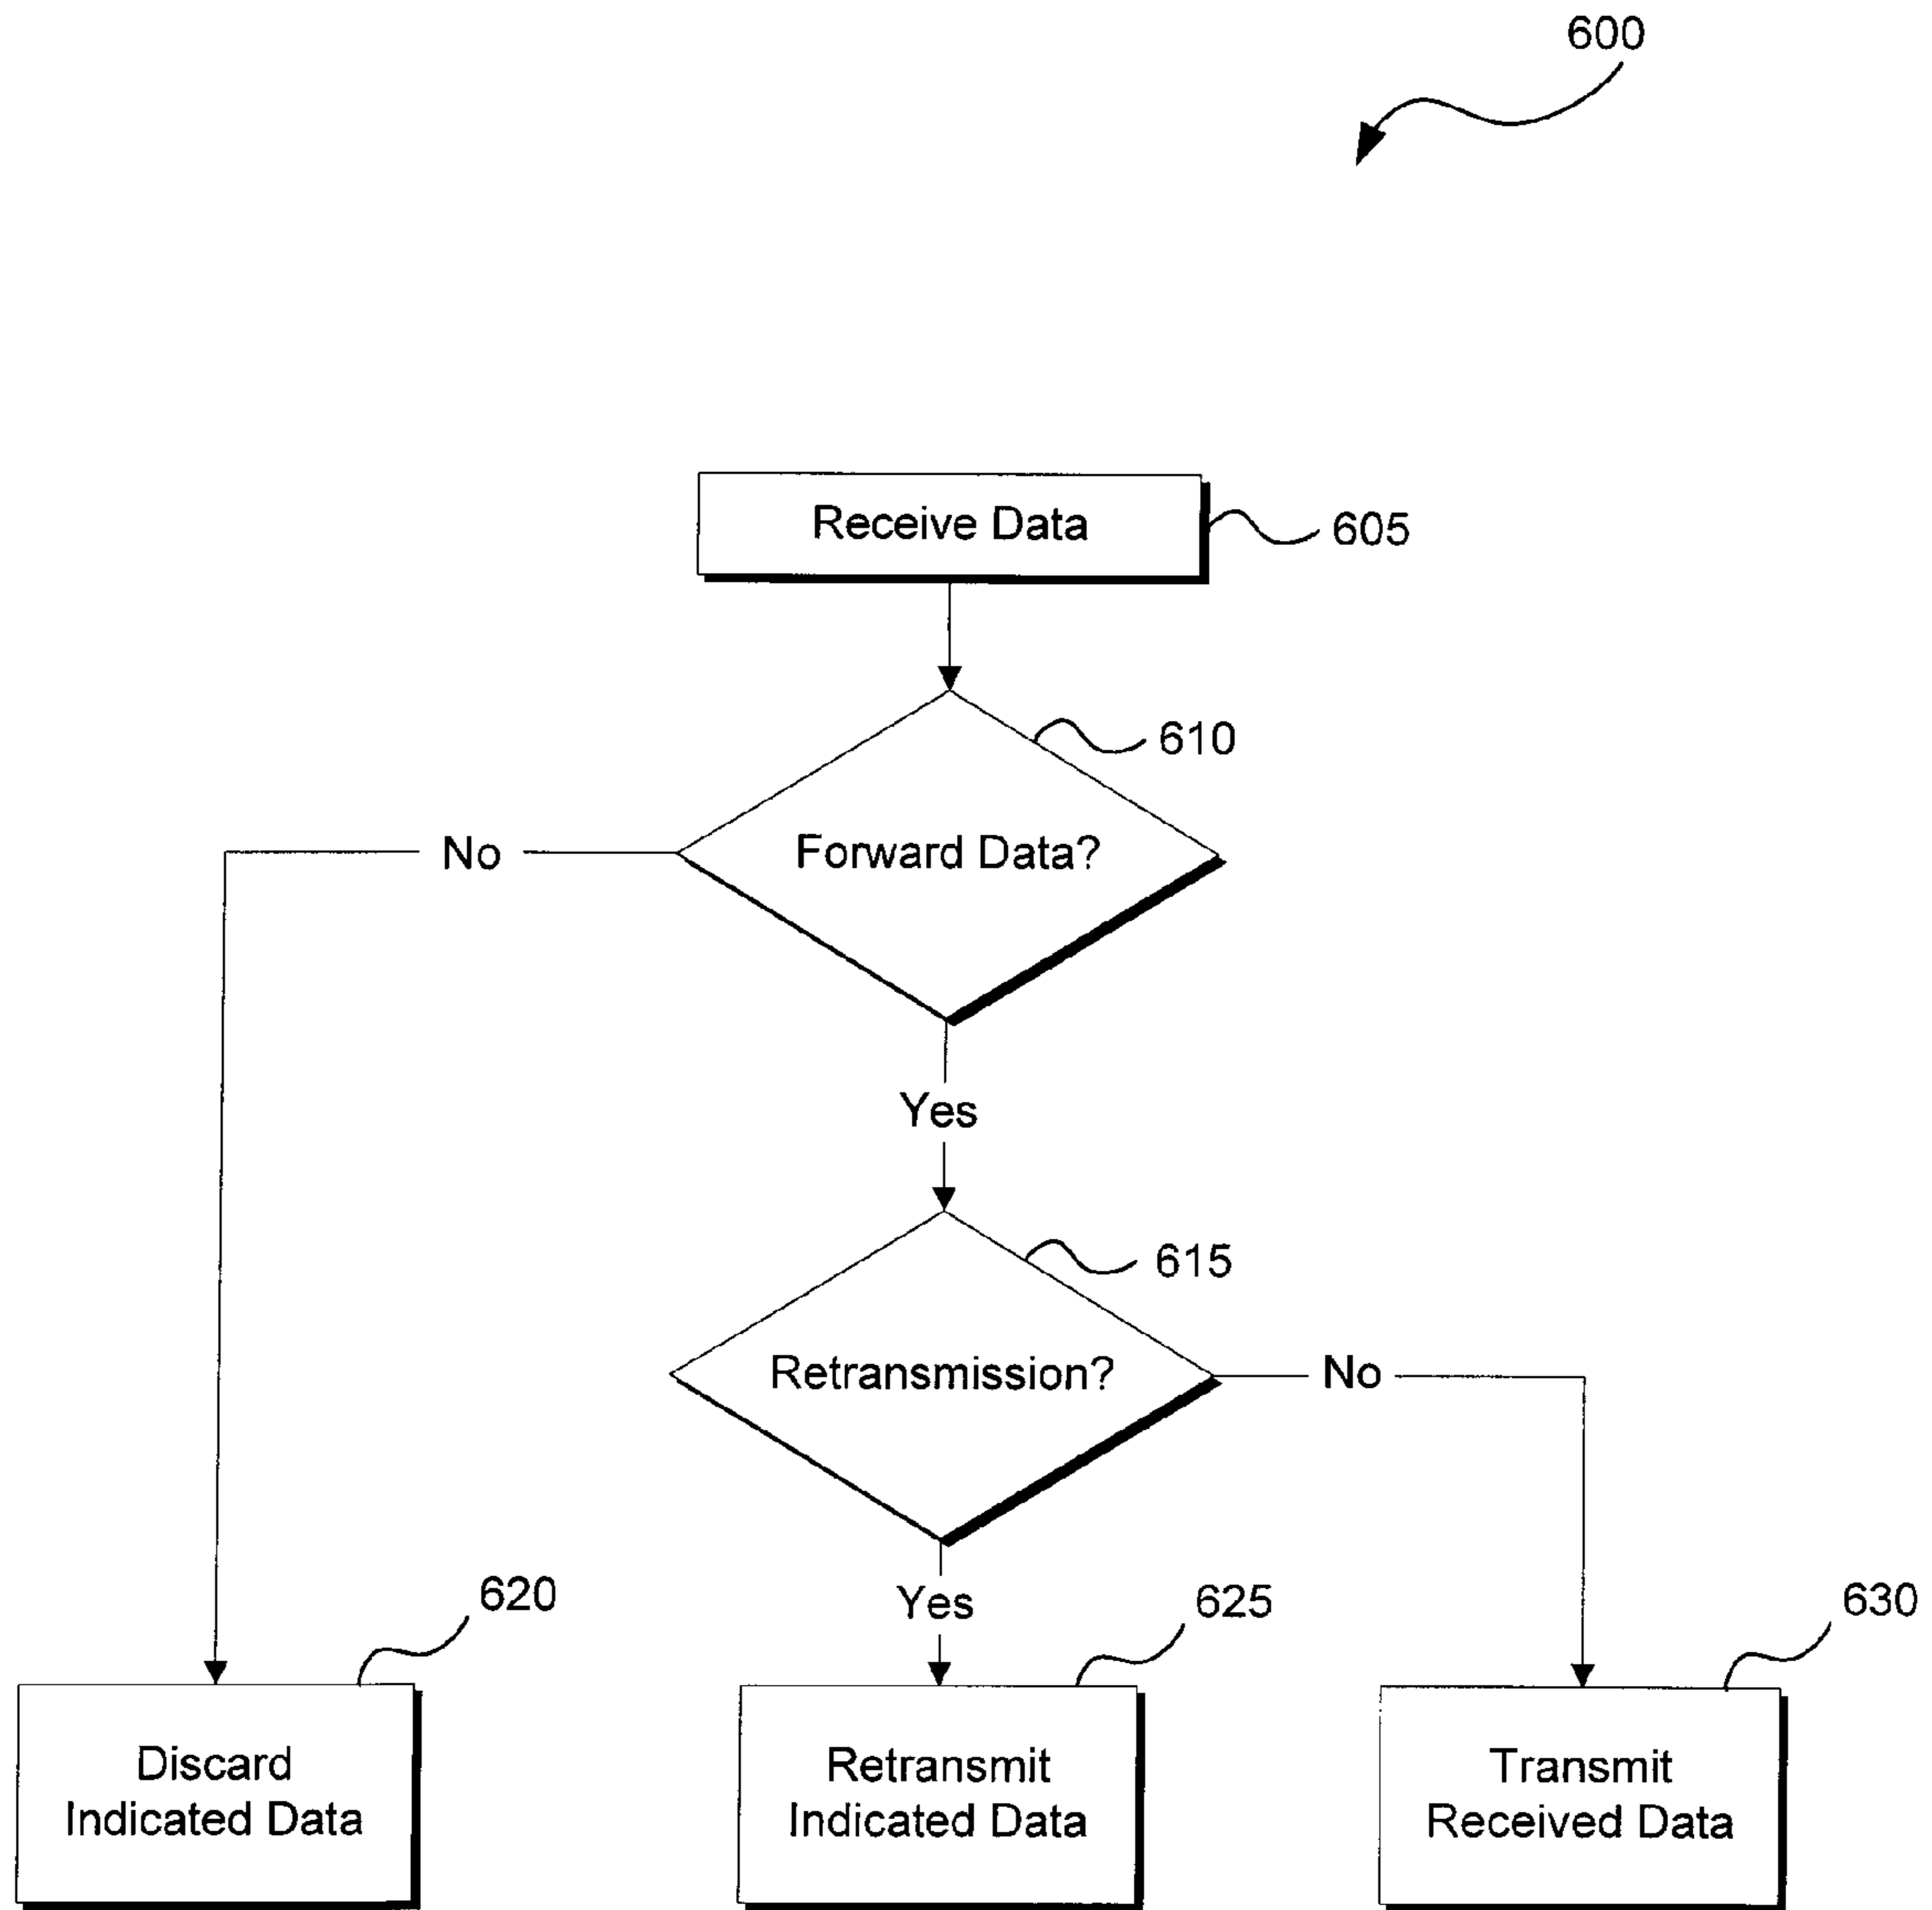 600
Receive Data
605
610
Forward Data?
No
Yes
615
Retransmission?
No
Yes
620
625
630
Discard
Indicated Data
Retransmit
Indicated Data
Transmit
Received Data